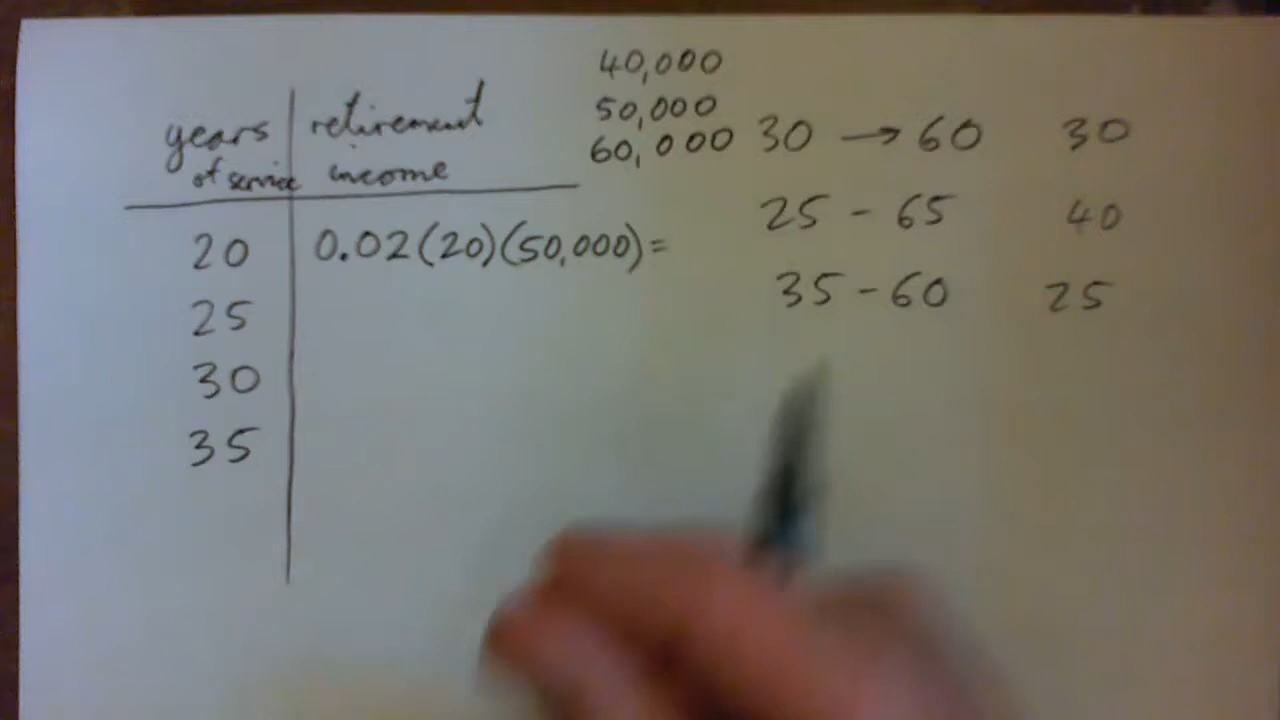 years retirement
of service income
20 0.02(20)(50,000)=
25
30
35
40,000
50,000
60,000
30 → 60 30
25 - 65 40
35 - 60 25